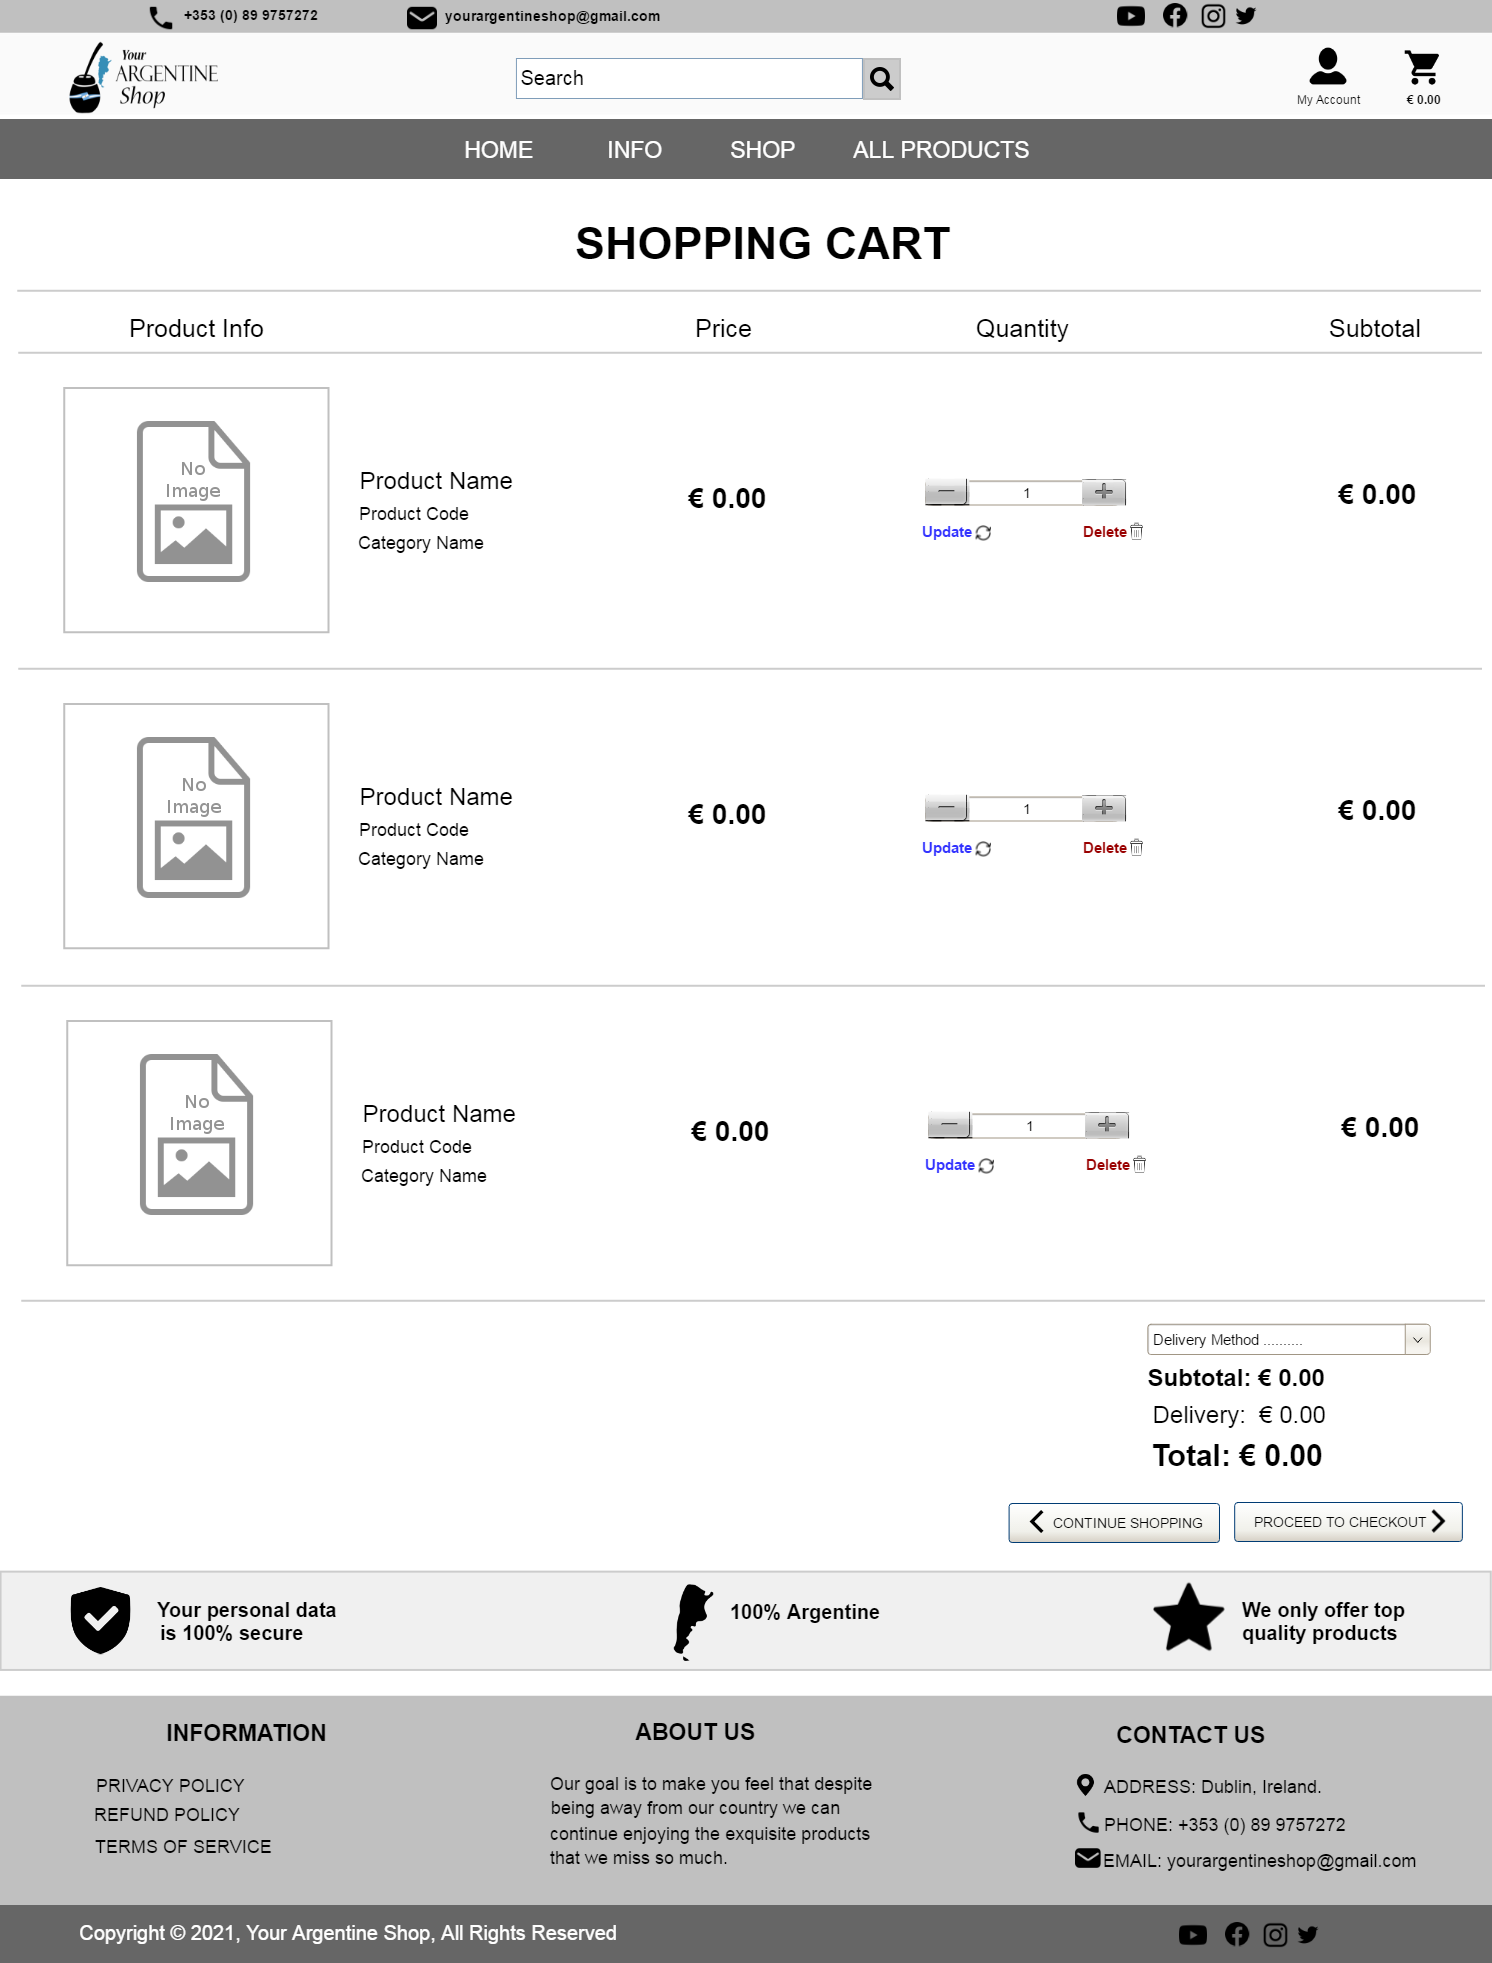 +353 (0) 89 9757272
yourargentineshop@gmail.com
Your
ARGENTINE
Shop
Search
My Account
€ 0.00
HOME
INFO
SHOP
ALL PRODUCTS
SHOPPING CART
Product Info
Price
Quantity
Subtotal
No
Image
Product Name
Product Code
Category Name
€ 0.00
1
Update
Delete
€ 0.00
No
Image
Product Name
Product Code
Category Name
€ 0.00
1
Update
Delete
€ 0.00
No
Image
Product Name
Product Code
Category Name
€ 0.00
1
Update
Delete
€ 0.00
Delivery Method ..........
Subtotal: € 0.00
Delivery: € 0.00
Total: € 0.00
CONTINUE SHOPPING
PROCEED TO CHECKOUT
Your personal data
is 100% secure
100% Argentine
We only offer top
quality products
INFORMATION
PRIVACY POLICY
REFUND POLICY
TERMS OF SERVICE
ABOUT US
Our goal is to make you feel that despite
being away from our country we can
continue enjoying the exquisite products
that we miss so much.
CONTACT US
ADDRESS: Dublin, Ireland.
PHONE: +353 (0) 89 9757272
EMAIL: yourargentineshop@gmail.com
Copyright © 2021, Your Argentine Shop, All Rights Reserved